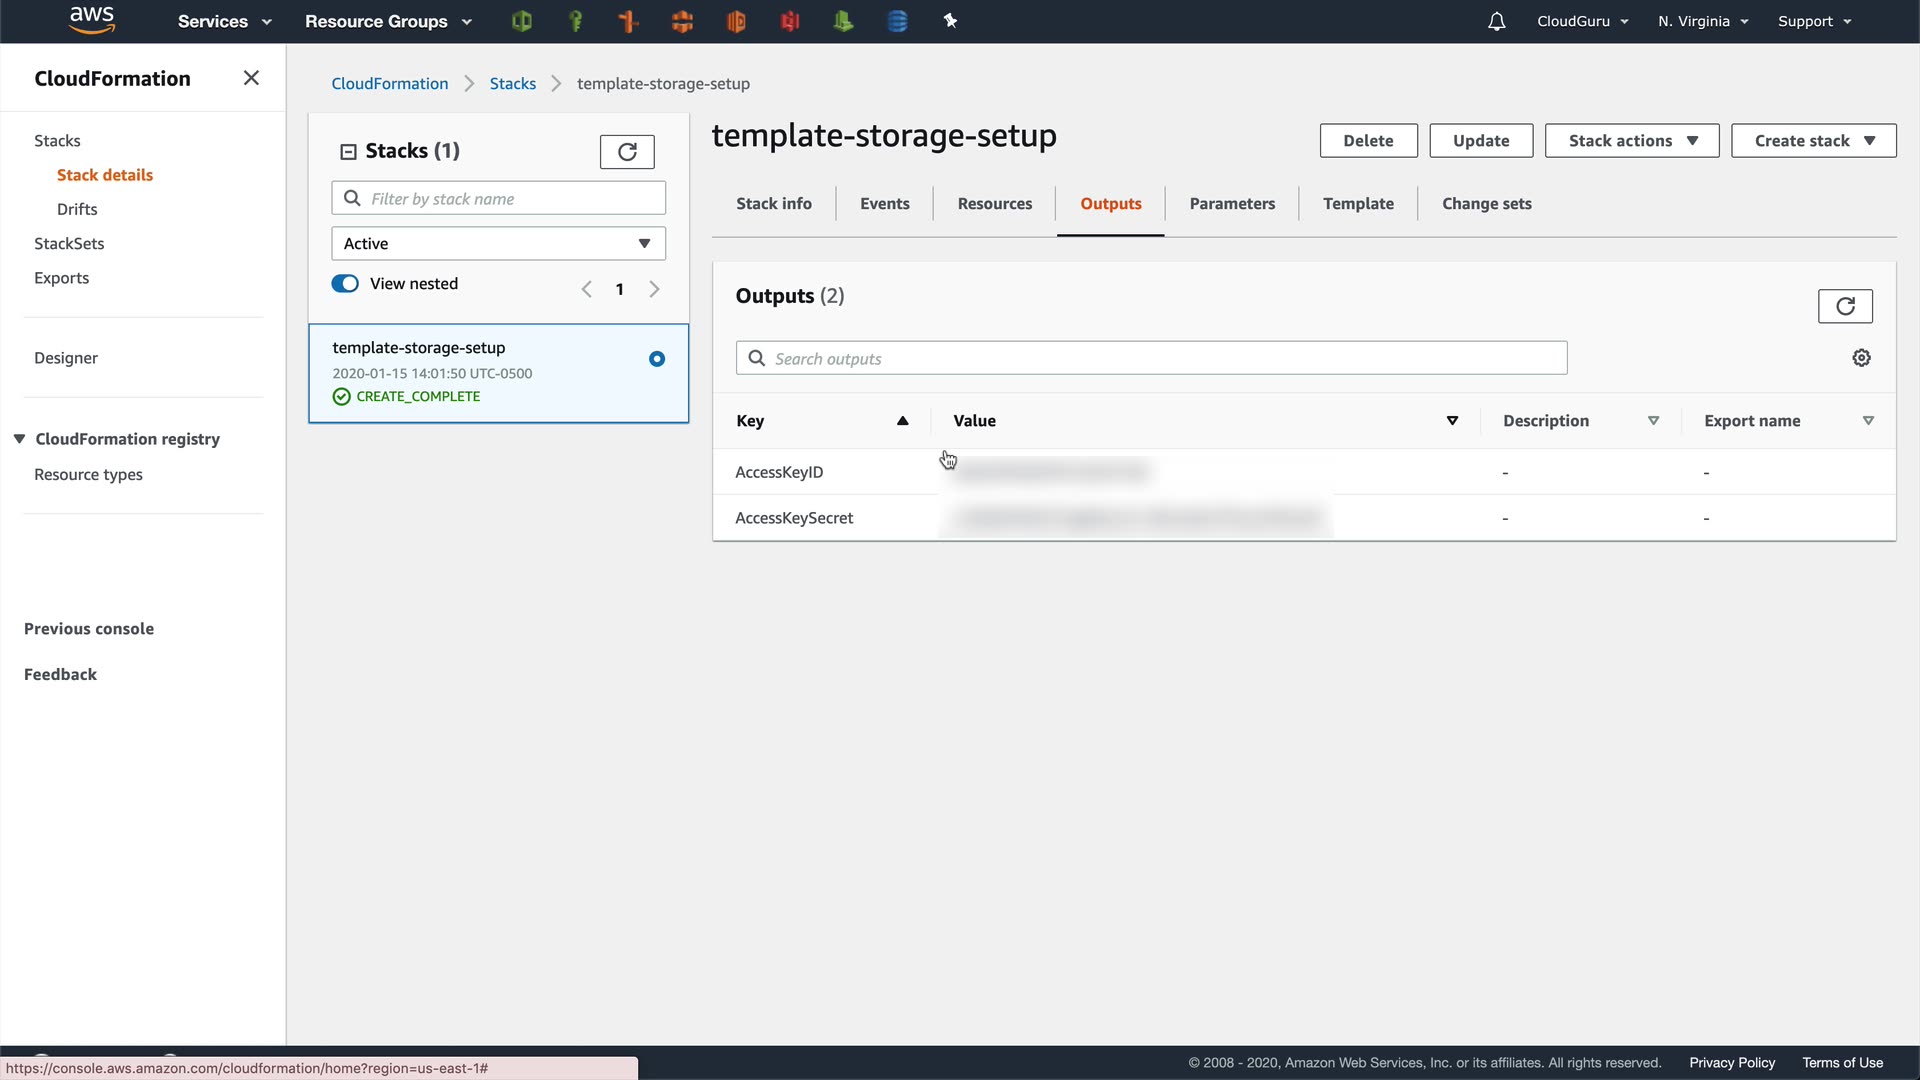 aws Services Resource Groups CloudGuru N. Virginia Support
CloudFormation
Stacks
Stack details
Drifts
StackSets
Exports
Designer
CloudFormation registry
Resource types
Previous console
Feedback
CloudFormation Stacks template-storage-setup
Stacks (1)
Filter by stack name
Active
View nested
1
template-storage-setup
2020-01-15 14:01:50 UTC-0500
CREATE_COMPLETE
template-storage-setup
Delete Update Stack actions Create stack
Stack info Events Resources Outputs Parameters Template Change sets
Outputs (2)
Search outputs
Key Value Description Export name
AccessKeyID - -
AccessKeySecret - -
https://console.aws.amazon.com/cloudformation/home?region=us-east-1#
© 2008 - 2020, Amazon Web Services, Inc. or its affiliates. All rights reserved. Privacy Policy Terms of Use